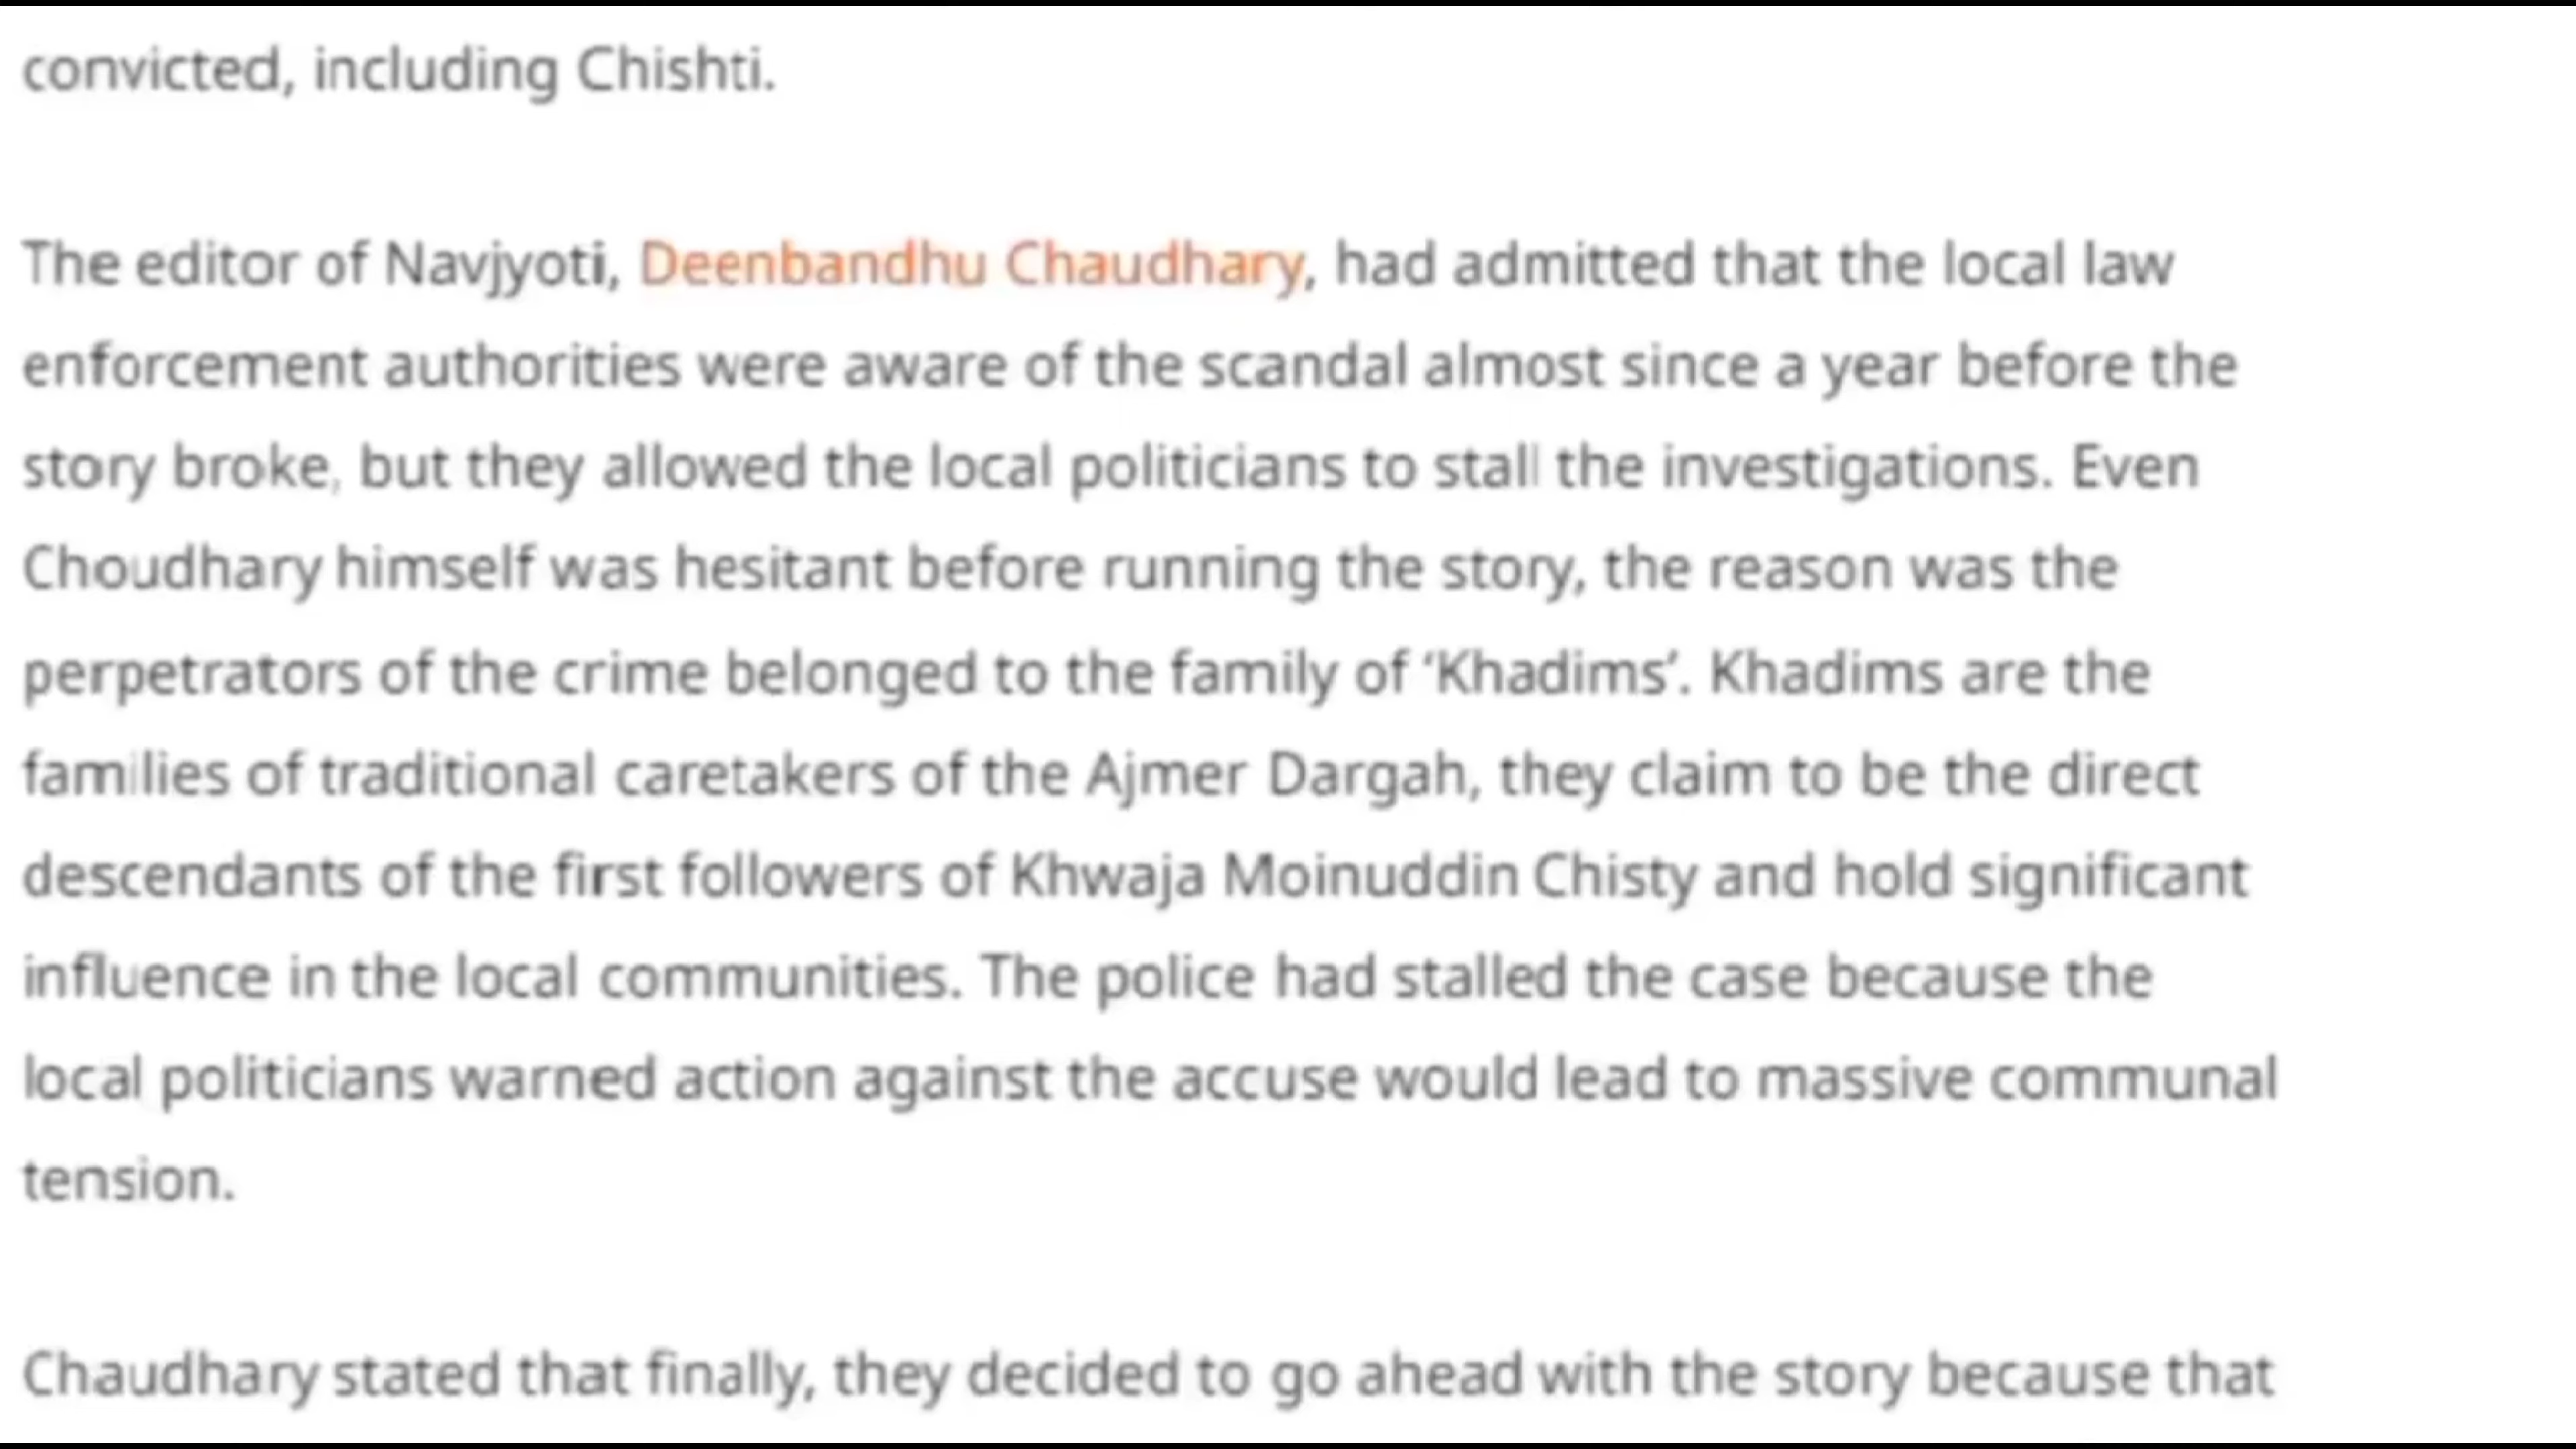 convicted, including Chishti.
The editor of Navjyoti, Deenbandhu Chaudhary, had admitted that the local law
enforcement authorities were aware of the scandal almost since a year before the
story broke, but they allowed the local politicians to stall the investigations. Even
Choudhary himself was hesitant before running the story, the reason was the
perpetrators of the crime belonged to the family of ‘Khadims’. Khadims are the
families of traditional caretakers of the Ajmer Dargah, they claim to be the direct
descendants of the first followers of Khwaja Moinuddin Chisty and hold significant
influence in the local communities. The police had stalled the case because the
local politicians warned action against the accuse would lead to massive communal
tension.
Chaudhary stated that finally, they decided to go ahead with the story because that